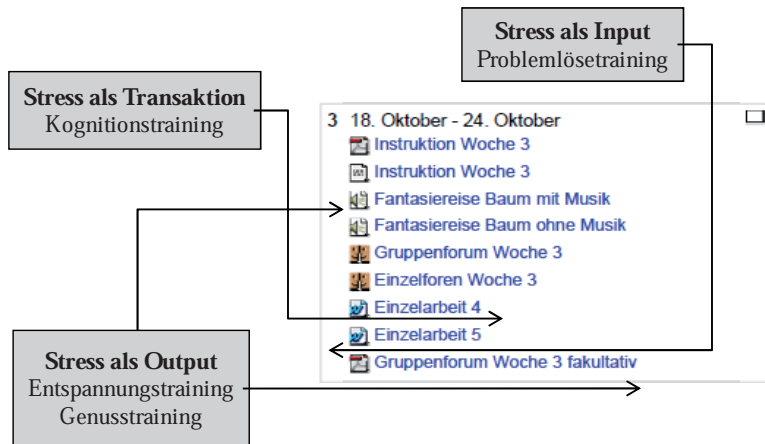 Stress als Input
Problemlösetraining
Stress als Transaktion
Kognitionstraining
3 18. Oktober - 24. Oktober
Instruktion Woche 3
Instruktion Woche 3
Fantasiereise Baum mit Musik
Fantasiereise Baum ohne Musik
Gruppenforum Woche 3
Einzelforen Woche 3
Einzelarbeit 4
Einzelarbeit 5
Gruppenforum Woche 3 fakultativ
Stress als Output
Entspannungstraining
Genusstraining